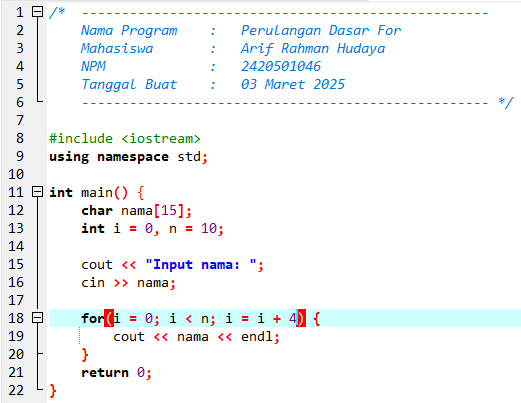 1 /* ---------------------------------------------------
2 Nama Program : Perulangan Dasar For
3 Mahasiswa : Arif Rahman Hudaya
4 NPM : 2420501046
5 Tanggal Buat : 03 Maret 2025
6 --------------------------------------------------- */
7
8 #include <iostream>
9 using namespace std;
10
11 int main() {
12 char nama[15];
13 int i = 0, n = 10;
14
15 cout << "Input nama: ";
16 cin >> nama;
17
18 for(i = 0; i < n; i = i + 4) {
19 cout << nama << endl;
20 }
21 return 0;
22 }